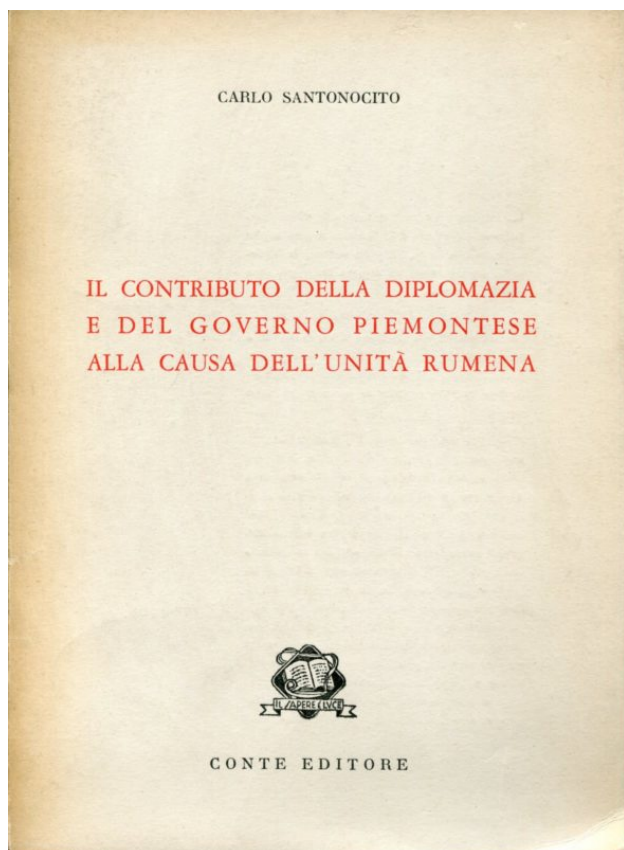 CARLO SANTONOCITO
IL CONTRIBUTO DELLA DIPLOMAZIA
E DEL GOVERNO PIEMONTESE
ALLA CAUSA DELL'UNITÀ RUMENA
IL SAPERE È LUCE
CONTE EDITORE